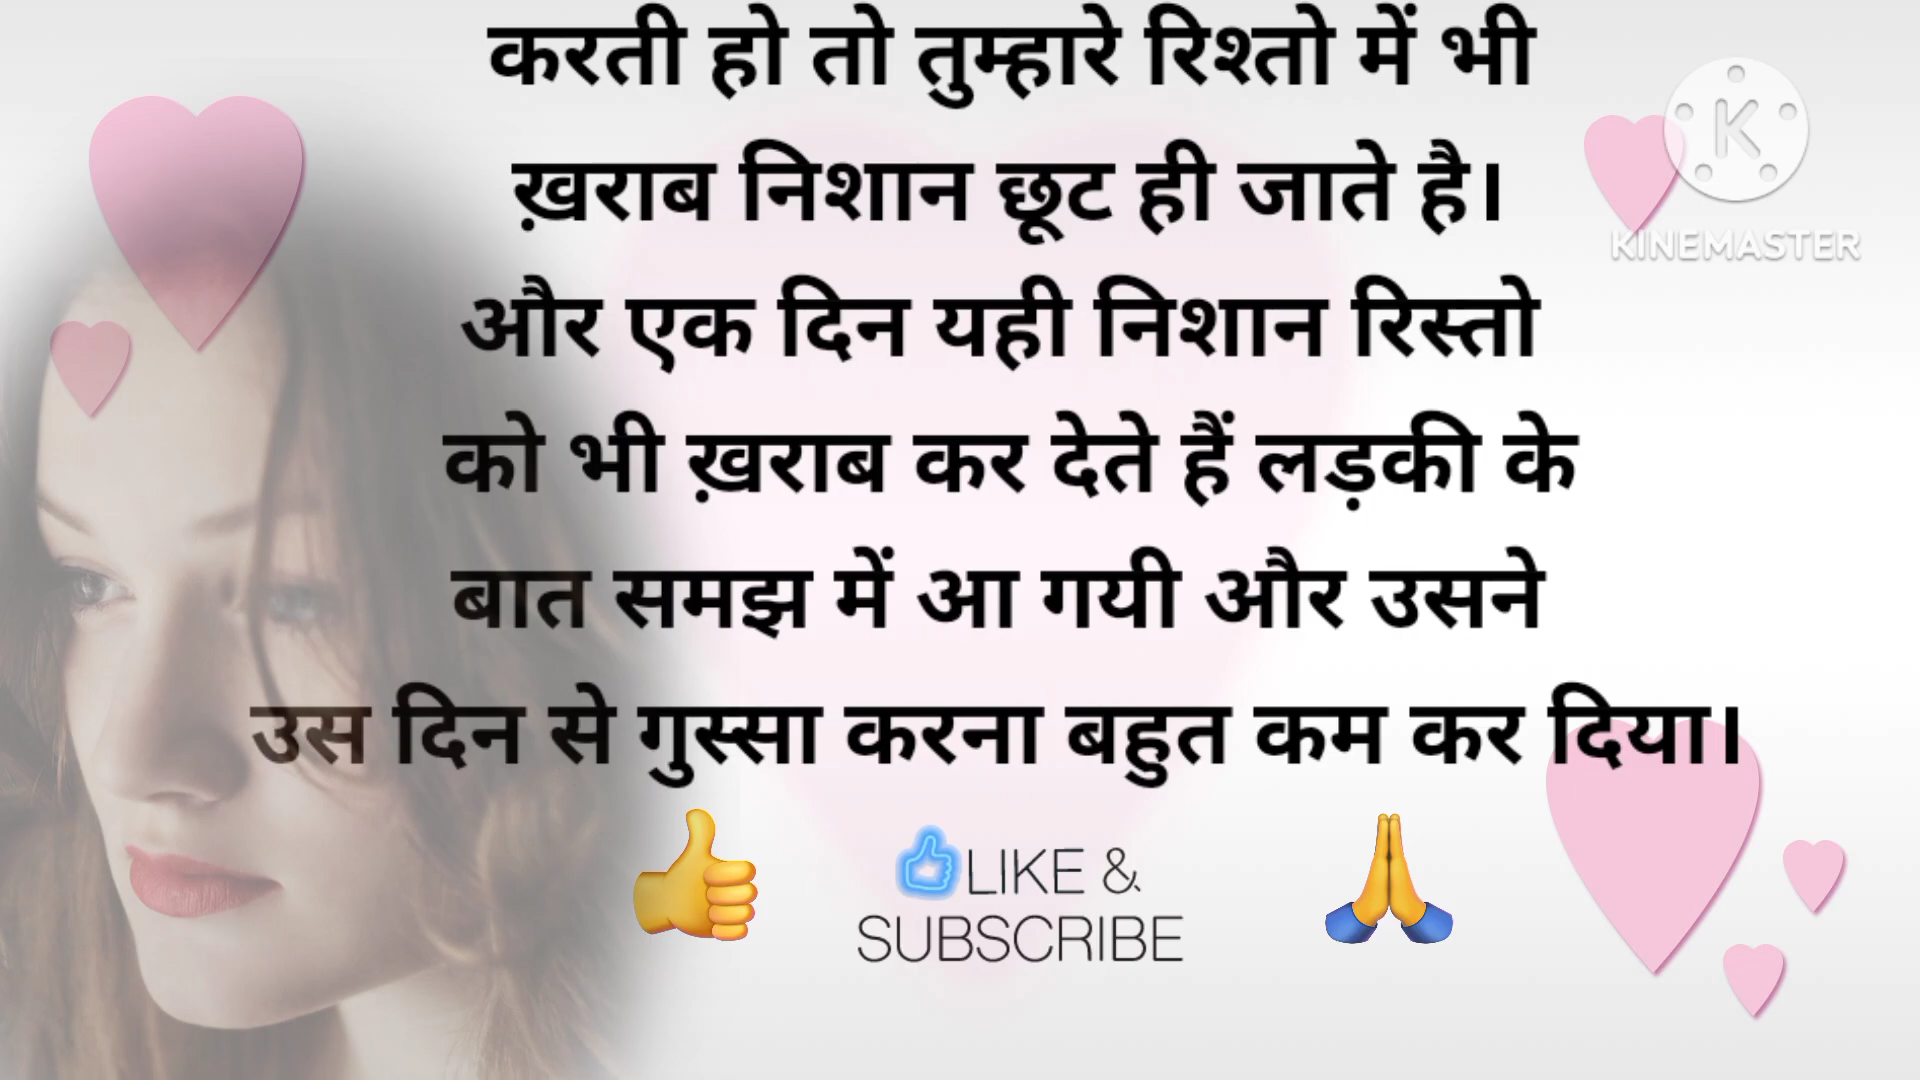 करती हो तो तुम्हारे रिश्तो में भी
ख़राब निशान छूट ही जाते है।
और एक दिन यही निशान रिस्तो
को भी ख़राब कर देते हैं लड़की के
बात समझ में आ गयी और उसने
उस दिन से गुस्सा करना बहुत कम कर दिया।
LIKE &
SUBSCRIBE
K
KINEMASTER